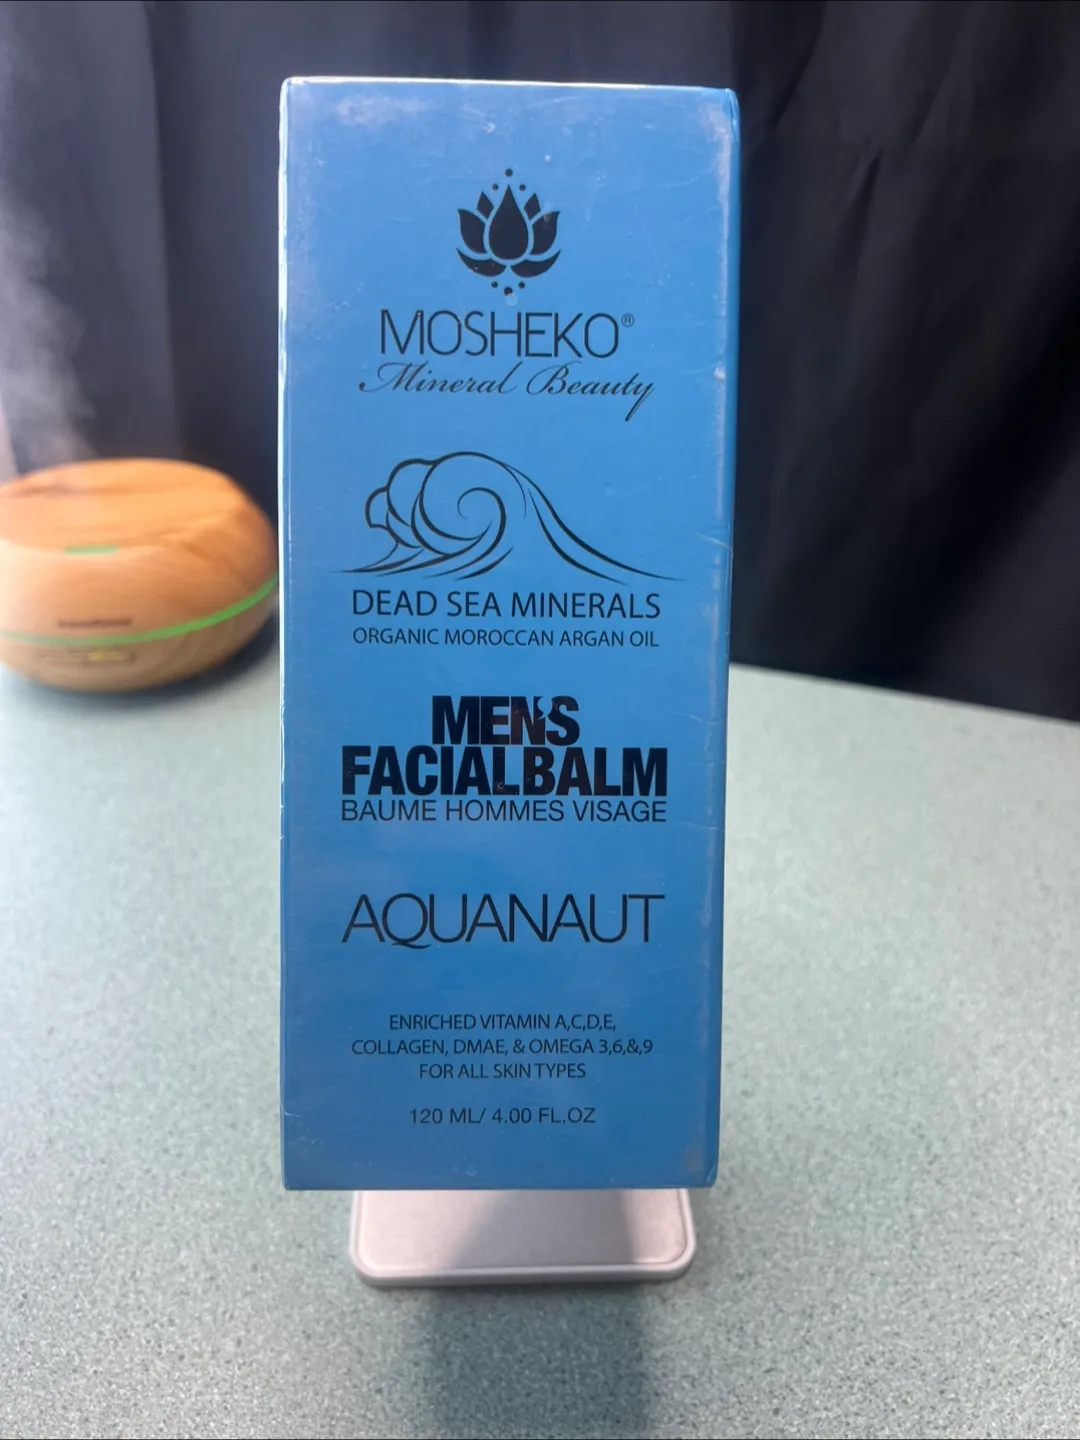 MOSHEKO®
Mineral Beauty
DEAD SEA MINERALS
ORGANIC MOROCCAN ARGAN OIL
MEN'S
FACIALBALM
BAUME HOMMES VISAGE
AQUANAUT
ENRICHED VITAMIN A,C,D,E,
COLLAGEN, DMAE, & OMEGA 3,6,&,9
FOR ALL SKIN TYPES
120 ML/ 4.00 FL.OZ